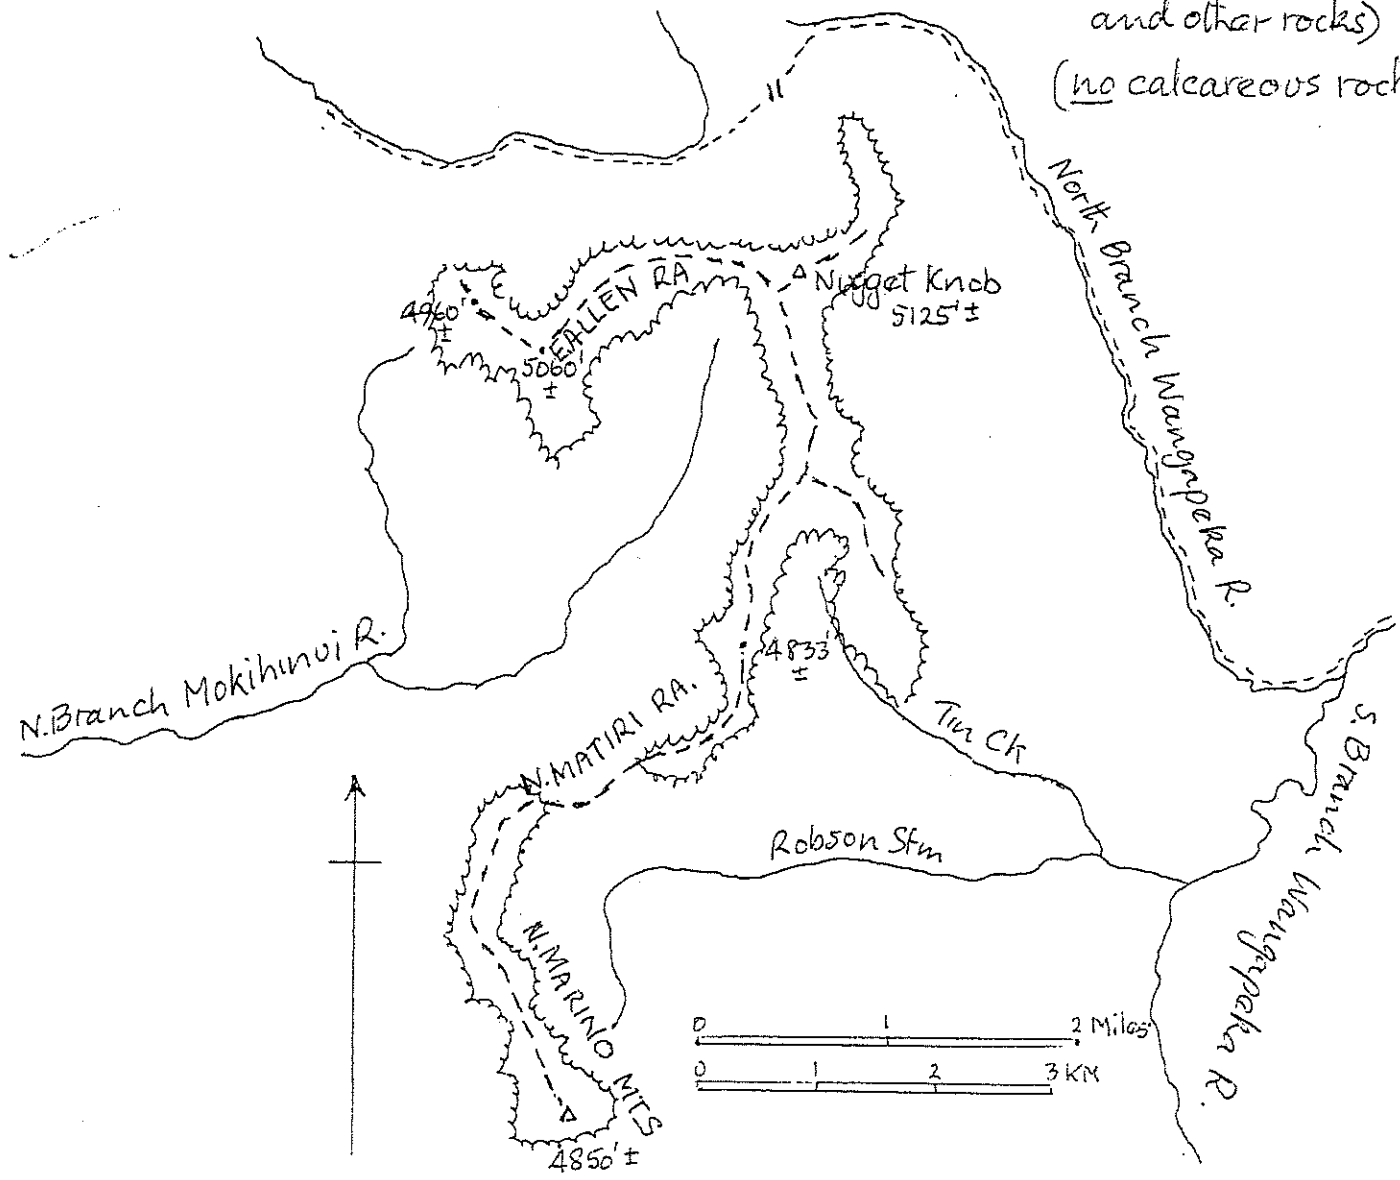 and other rocks)
(no calcareous roch
North Branch Wangapeka R.
ALLEN RA
Nugget Knob
5125'±
4960'
±
5060'
±
N. Branch Mokihinui R.
4833'
±
N. MATIRI RA.
Tin Ck
S. Branch Wangapeka R.
Robson Stm
N. MARINO MTS
0 1 2 Miles
0 1 2 3 KM
4850'±